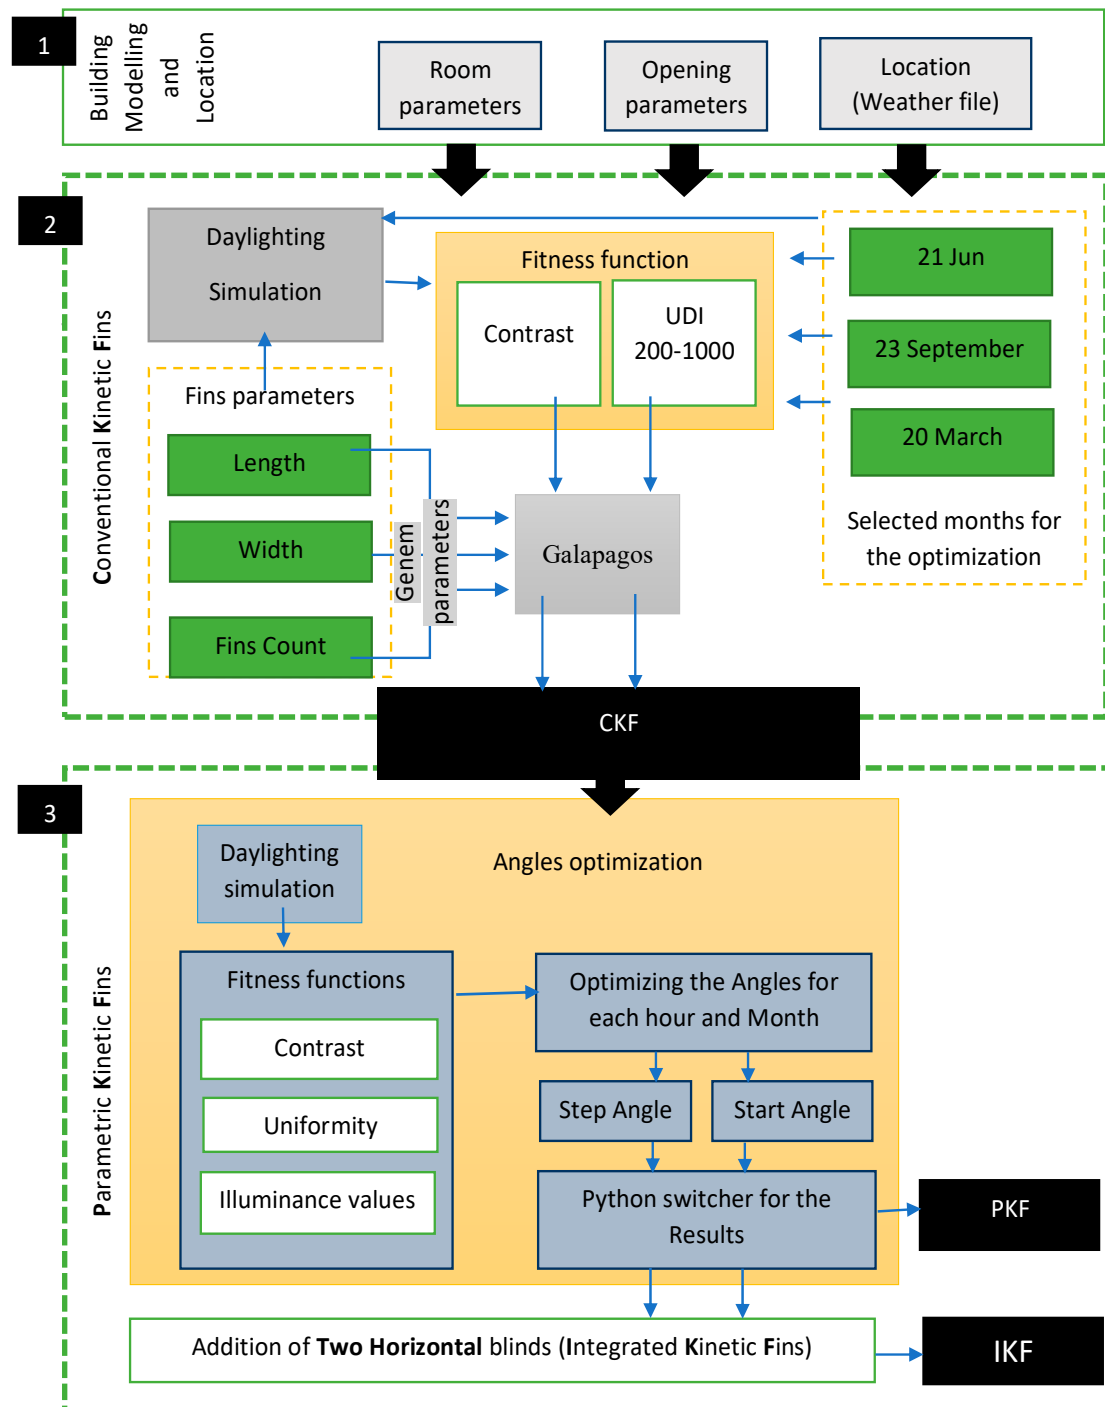 1
Building
Modelling
and
Location
Room
parameters
Opening
parameters
Location
(Weather file)
2
Conventional Kinetic Fins
Daylighting
Simulation
Fitness function
Contrast
UDI
200-1000
21 Jun
23 September
20 March
Selected months for
the optimization
Fins parameters
Length
Width
Fins Count
Genem
parameters
Galapagos
CKF
3
Parametric Kinetic Fins
Daylighting
simulation
Angles optimization
Fitness functions
Contrast
Uniformity
Illuminance values
Optimizing the Angles for
each hour and Month
Step Angle
Start Angle
Python switcher for the
Results
PKF
Addition of Two Horizontal blinds (Integrated Kinetic Fins)
IKF